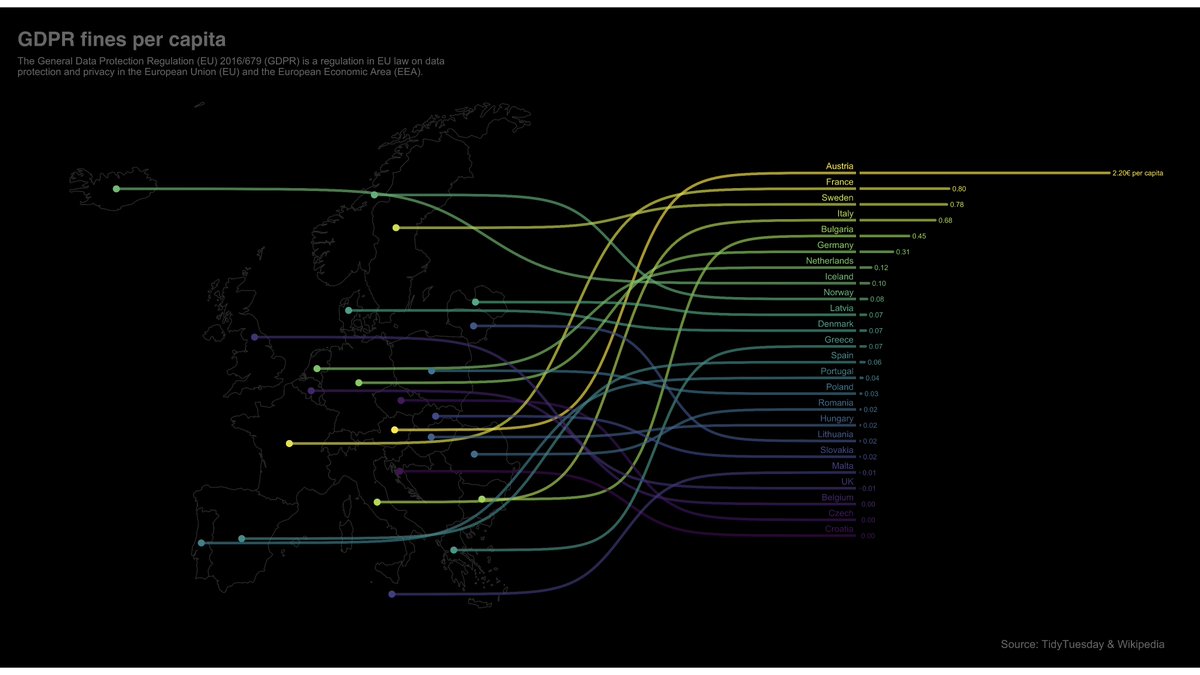 GDPR fines per capita
The General Data Protection Regulation (EU) 2016/679 (GDPR) is a regulation in EU law on data
protection and privacy in the European Union (EU) and the European Economic Area (EEA).
Austria 2.20€ per capita
France 0.80
Sweden 0.78
Italy 0.68
Bulgaria 0.45
Germany 0.31
Netherlands 0.12
Iceland 0.10
Norway 0.08
Latvia 0.07
Denmark 0.07
Greece 0.07
Spain 0.06
Portugal 0.04
Poland 0.03
Romania 0.02
Hungary 0.02
Lithuania 0.02
Slovakia 0.02
Malta 0.01
UK 0.01
Belgium 0.00
Czech 0.00
Croatia 0.00
Source: TidyTuesday & Wikipedia